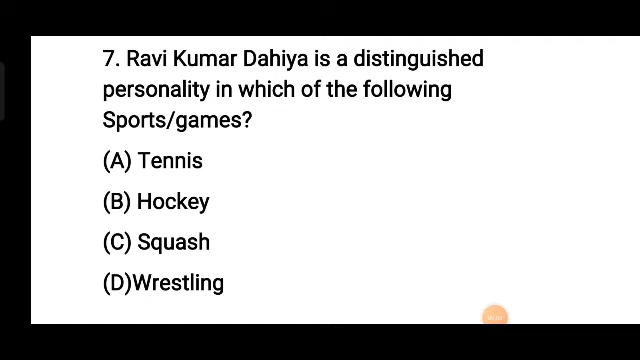 7. Ravi Kumar Dahiya is a distinguished
personality in which of the following
Sports/games?
(A) Tennis
(B) Hockey
(C) Squash
(D)Wrestling